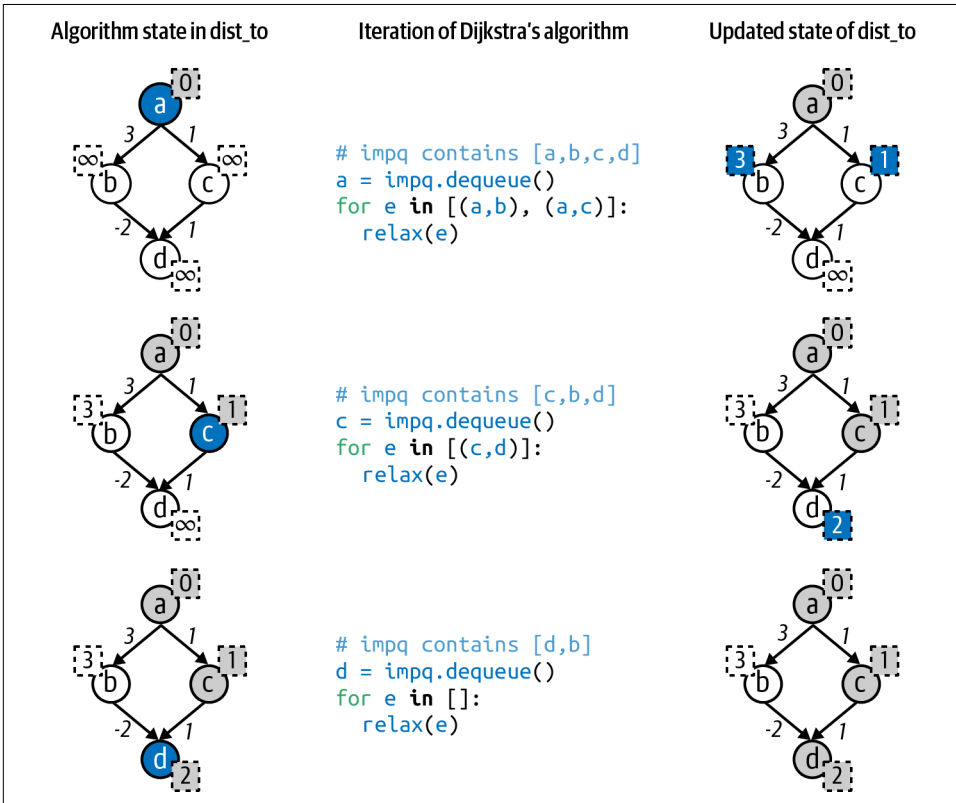 Algorithm state in dist_to
Iteration of Dijkstra's algorithm
Updated state of dist_to
a 0
3 1
∞ b c ∞
-2 1
d ∞
# impq contains [a,b,c,d]
a = impq.dequeue()
for e in [(a,b), (a,c)]:
relax(e)
a 0
3 1
3 b c 1
-2 1
d ∞
a 0
3 1
3 b c 1
-2 1
d ∞
# impq contains [c,b,d]
c = impq.dequeue()
for e in [(c,d)]:
relax(e)
a 0
3 1
3 b c 1
-2 1
d 2
a 0
3 1
3 b c 1
-2 1
d 2
# impq contains [d,b]
d = impq.dequeue()
for e in []:
relax(e)
a 0
3 1
3 b c 1
-2 1
d 2